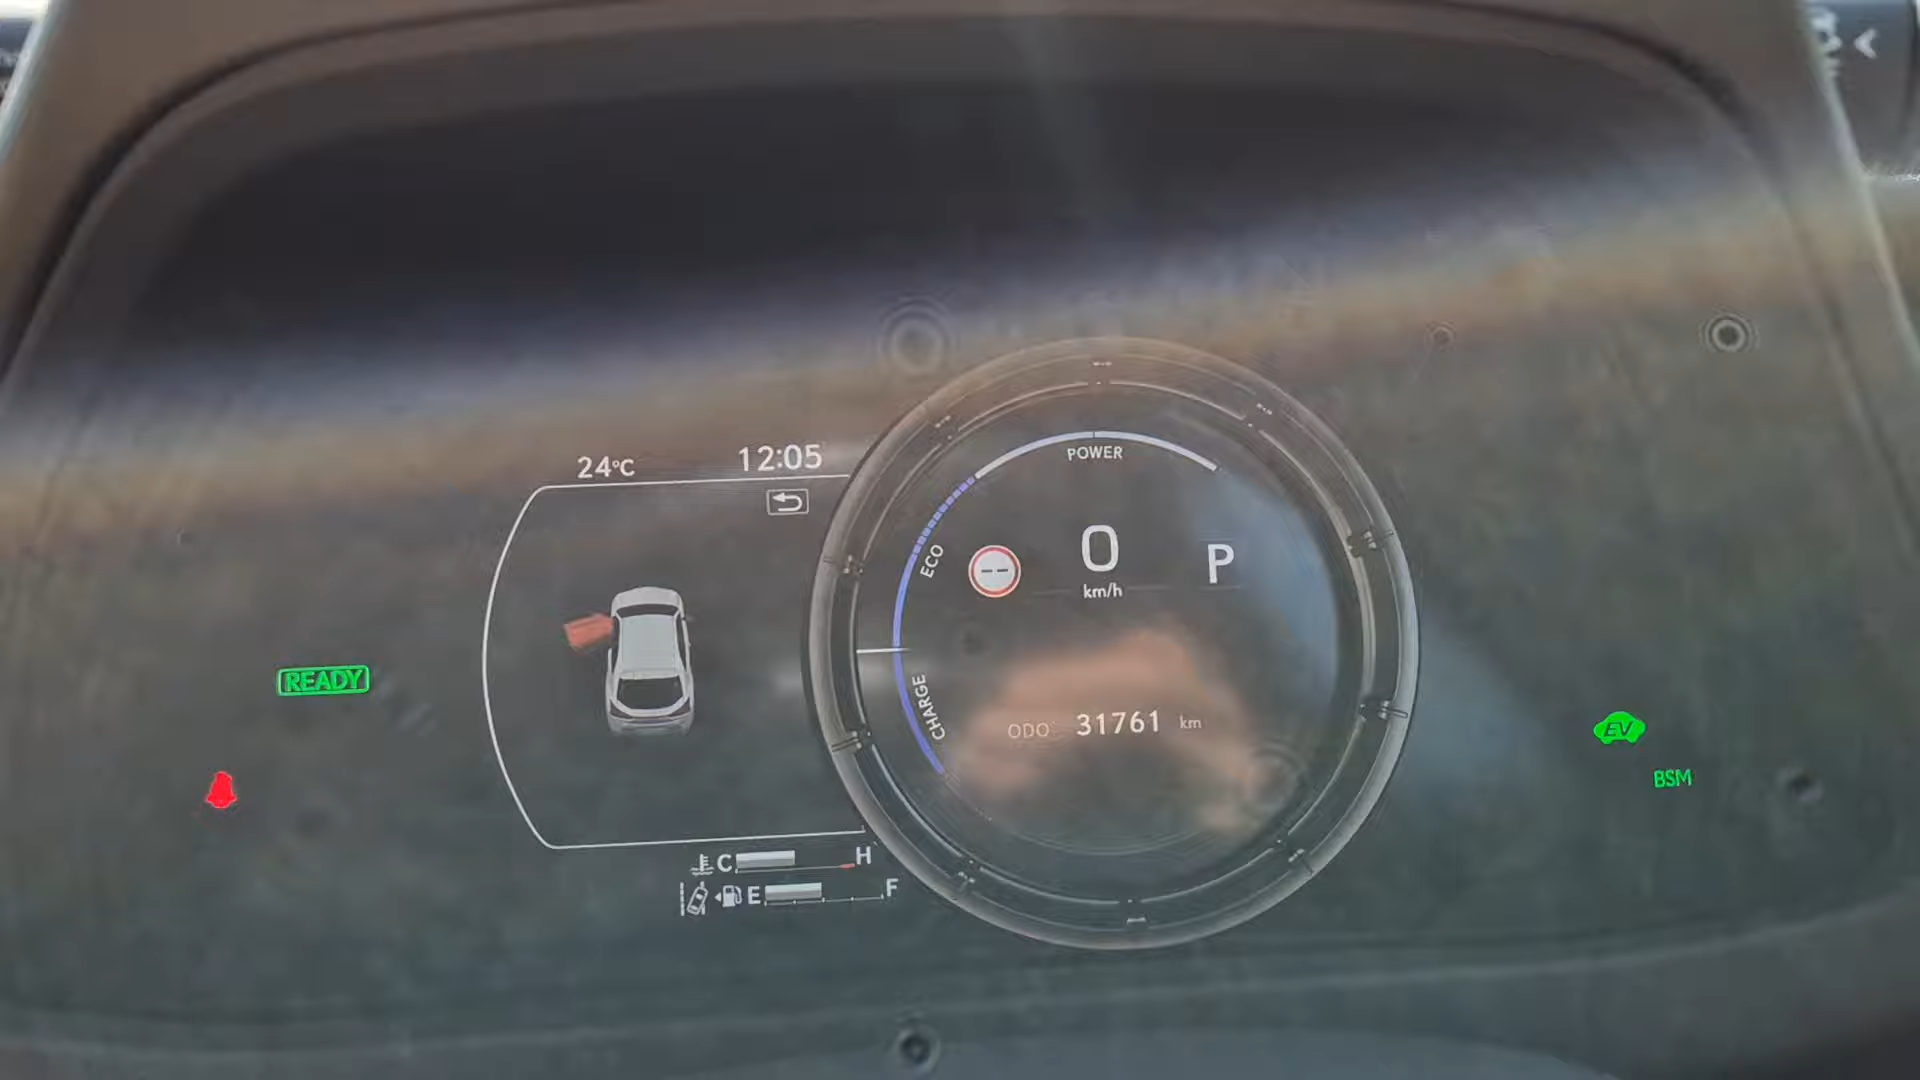 24°C 12:05
POWER
ECO
0
km/h
P
--
READY
CHARGE
ODO 31761 km
EV
BSM
C H
E F